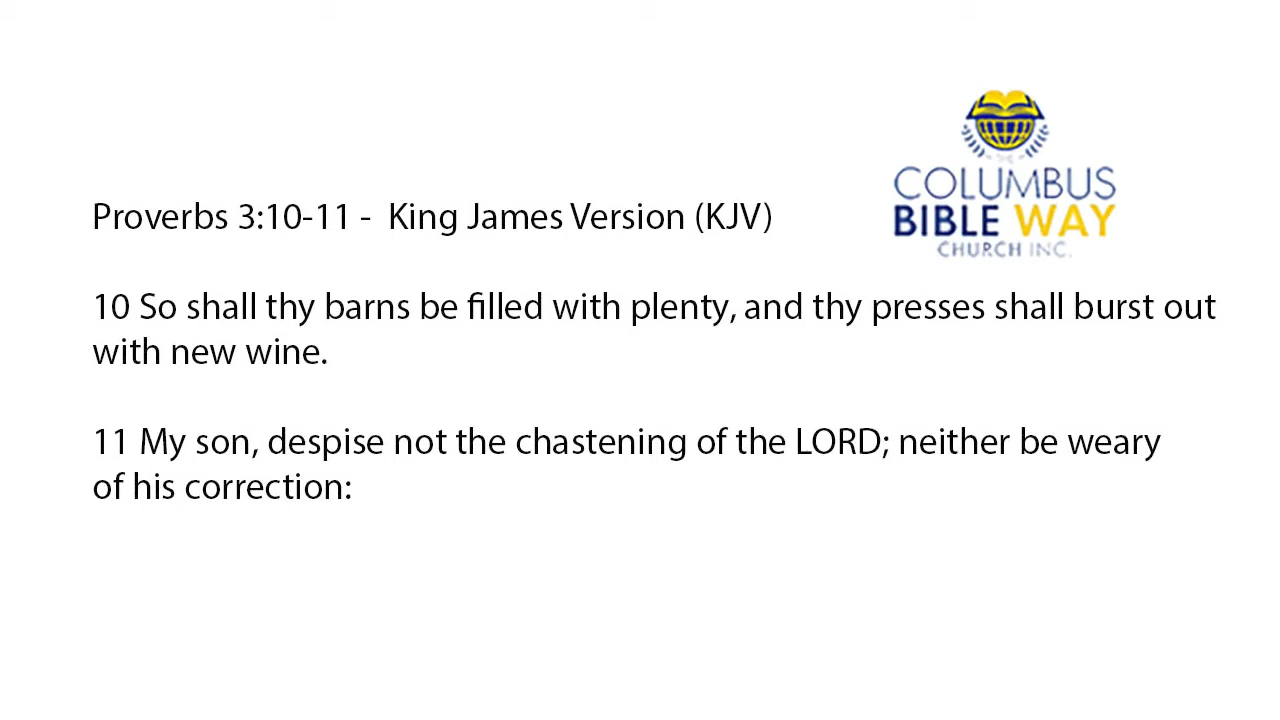 COLUMBUS
BIBLE WAY
CHURCH INC.
Proverbs 3:10-11 -  King James Version (KJV)
10 So shall thy barns be filled with plenty, and thy presses shall burst out
with new wine.
11 My son, despise not the chastening of the LORD; neither be weary
of his correction: